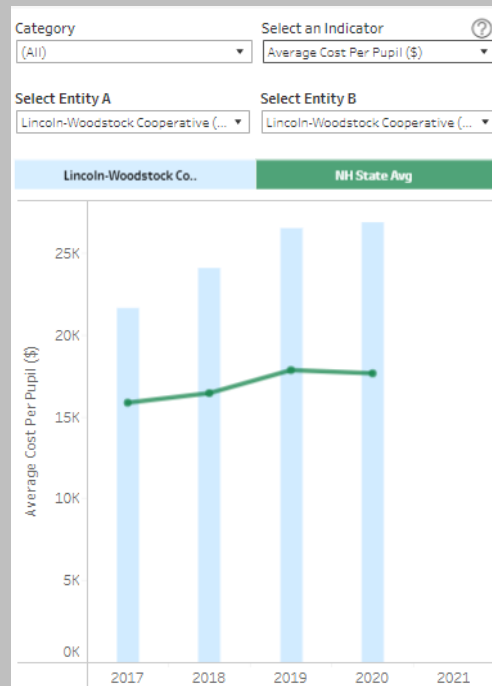 Category
Select an Indicator
?
(All)
Average Cost Per Pupil ($)
Select Entity A
Select Entity B
Lincoln-Woodstock Cooperative (...
Lincoln-Woodstock Cooperative (...
Lincoln-Woodstock Co..
NH State Avg
Average Cost Per Pupil ($)
25K
20K
15K
10K
5K
0K
2017
2018
2019
2020
2021